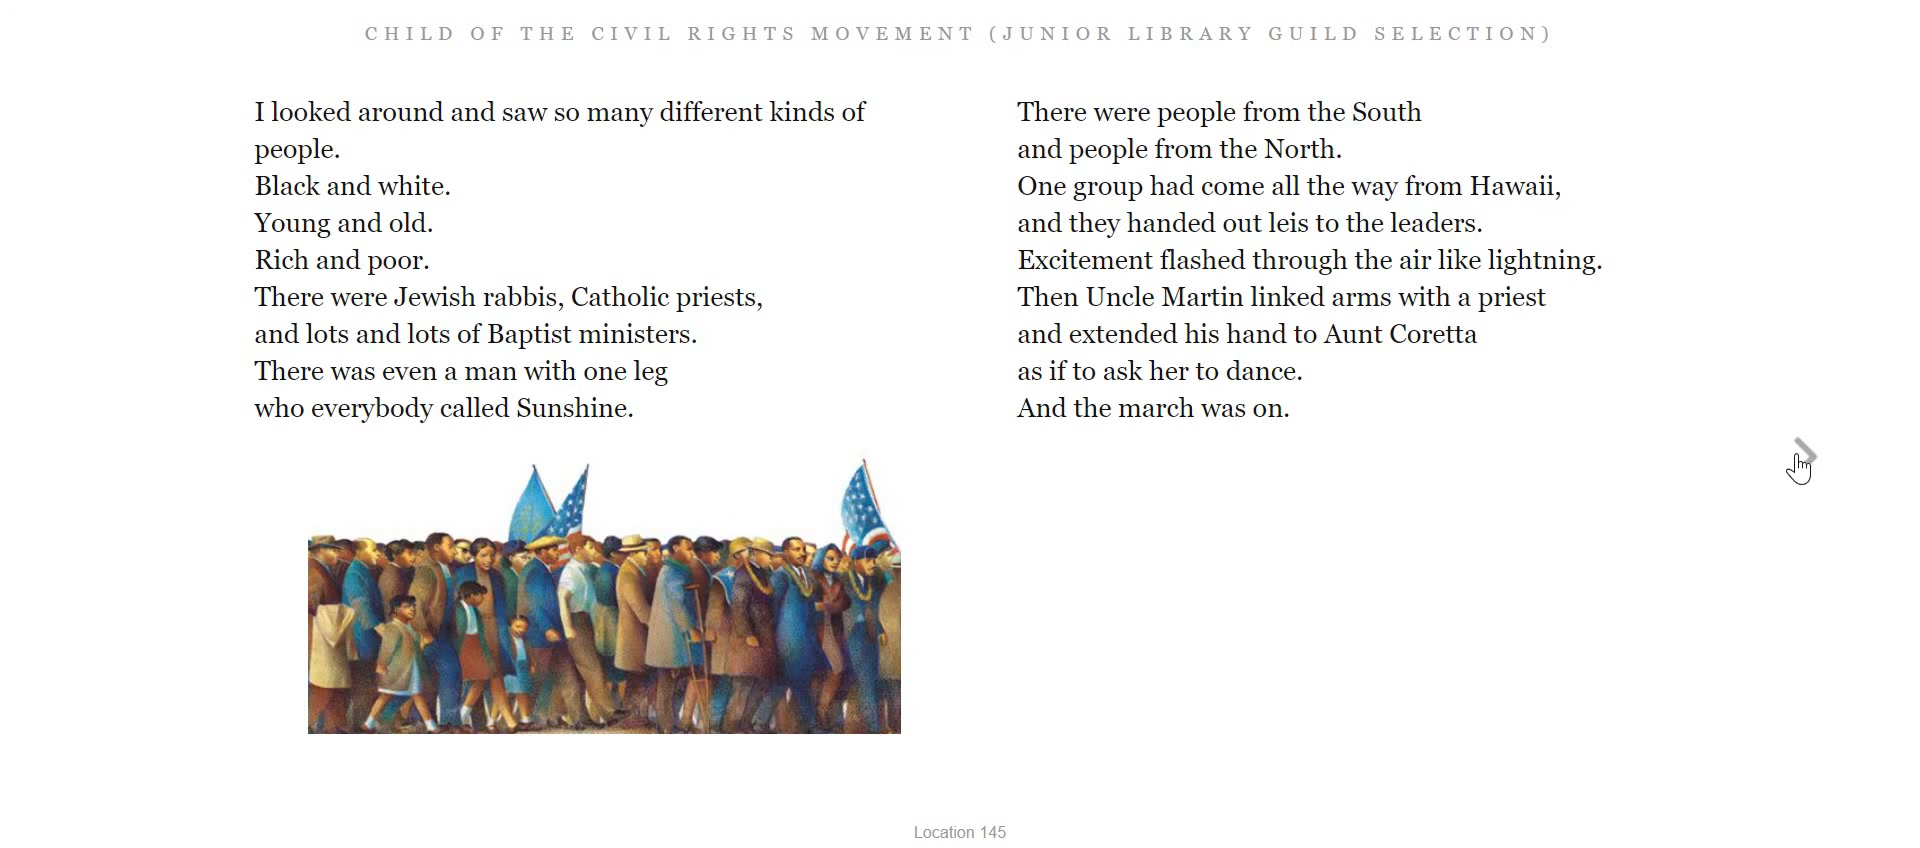 CHILD OF THE CIVIL RIGHTS MOVEMENT (JUNIOR LIBRARY GUILD SELECTION)
I looked around and saw so many different kinds of
people.
Black and white.
Young and old.
Rich and poor.
There were Jewish rabbis, Catholic priests,
and lots and lots of Baptist ministers.
There was even a man with one leg
who everybody called Sunshine.
There were people from the South
and people from the North.
One group had come all the way from Hawaii,
and they handed out leis to the leaders.
Excitement flashed through the air like lightning.
Then Uncle Martin linked arms with a priest
and extended his hand to Aunt Coretta
as if to ask her to dance.
And the march was on.
Location 145